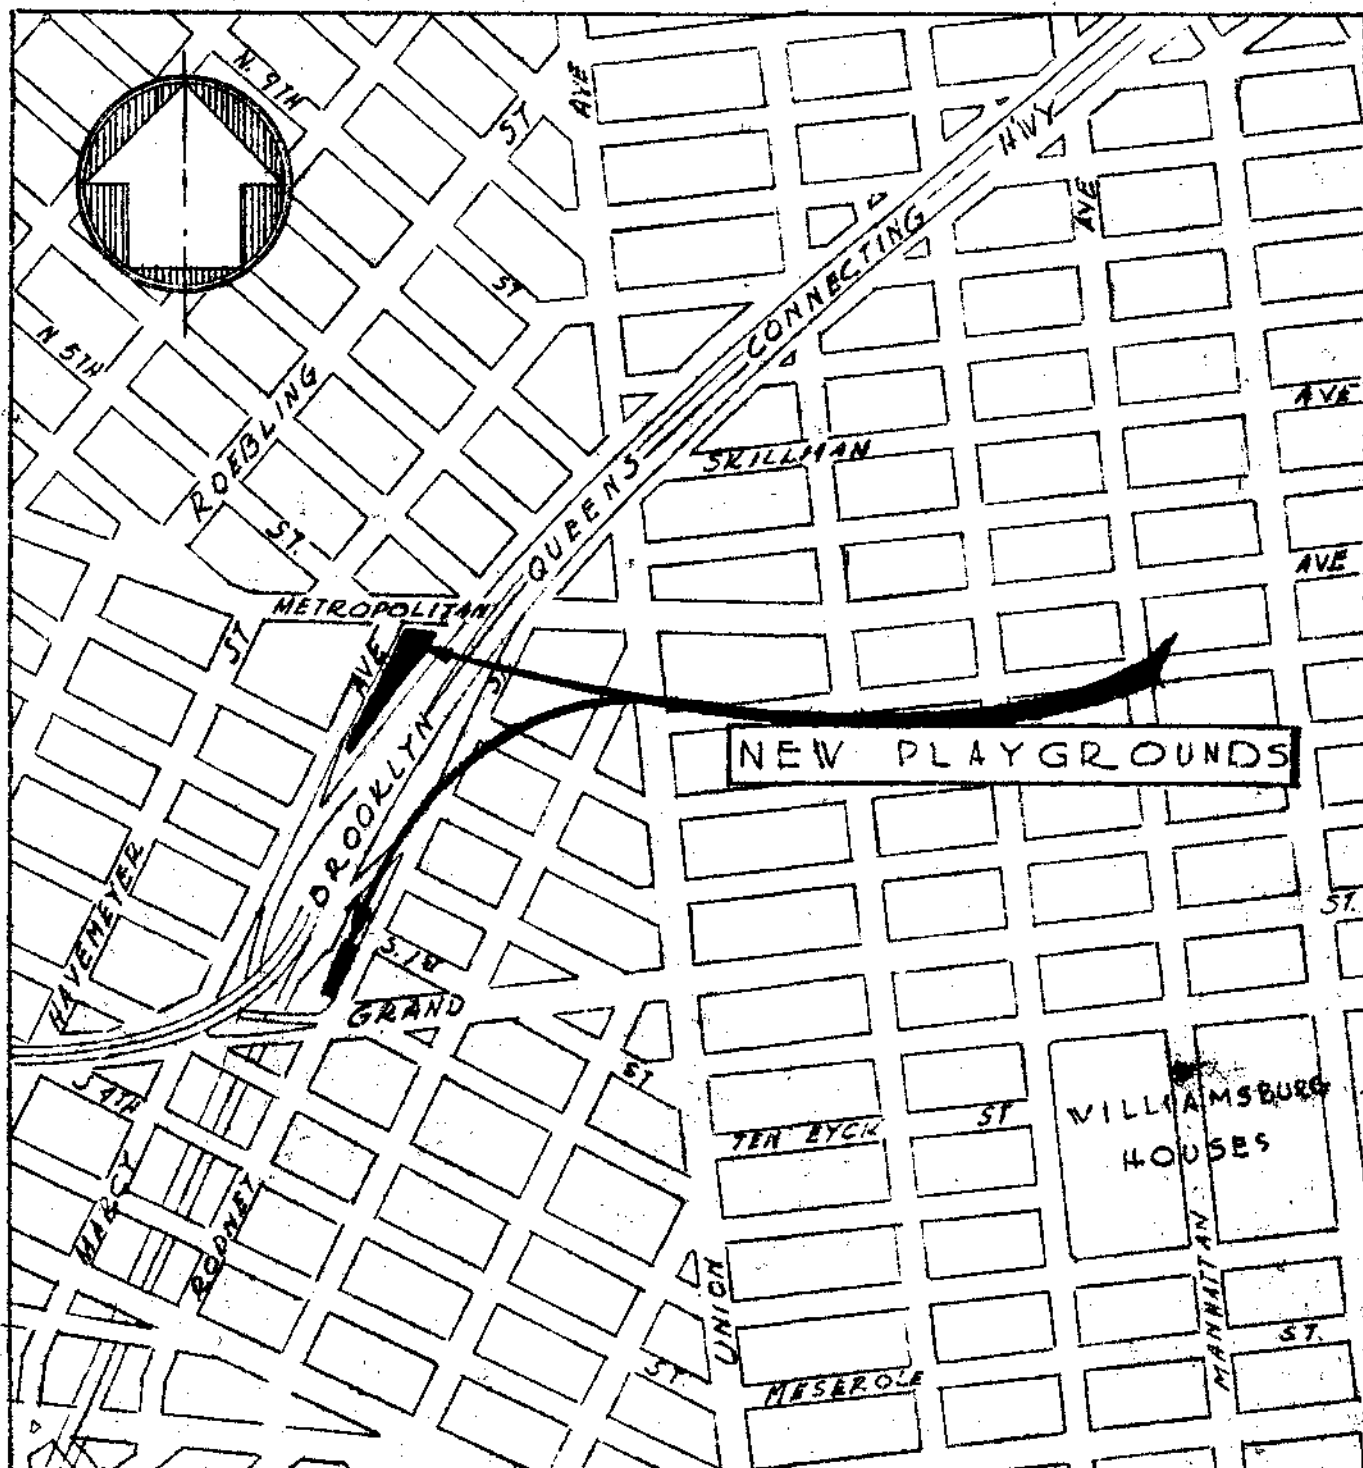 N. 9TH
ST
AVE
HWY
AVE
ST
N 5TH
CONNECTING
ROEBLING
AVE
SKILLMAN
QUEENS
ST.
AVE
METROPOLITAN
ST
AVE
BROOKLYN
NEW PLAYGROUNDS
HAVEMEYER
ST.
S. 1ST
GRAND
ST
S 4TH
WILLIAMSBURG
HOUSES
TEN EYCK
ST
MARCY
RODNEY
UNION
MANHATTAN
ST.
ST.
MESEROLE